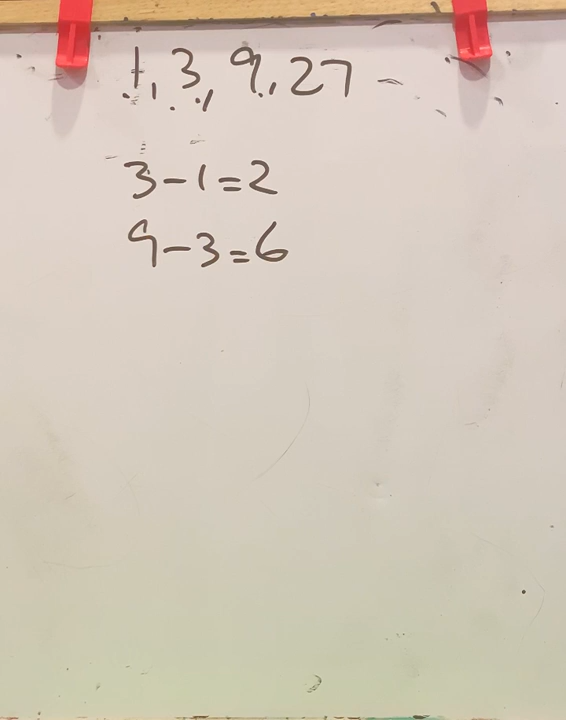 1, 3, 9, 27 -
3-1=2
9-3=6